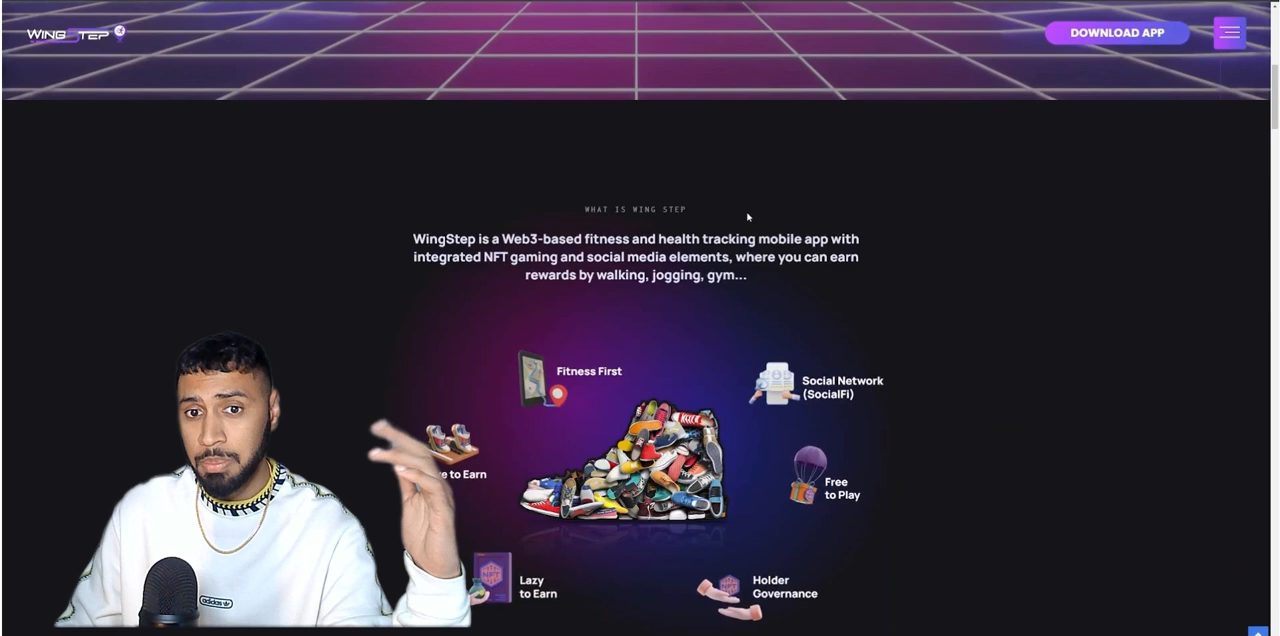 WINGSTEP
DOWNLOAD APP
WHAT IS WING STEP
WingStep is a Web3-based fitness and health tracking mobile app with
integrated NFT gaming and social media elements, where you can earn
rewards by walking, jogging, gym...
Fitness First
Social Network
(SocialFi)
to Earn
Free
to Play
Lazy
to Earn
Holder
Governance
NFT
adidas